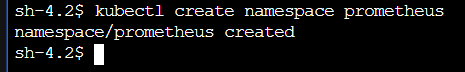 sh-4.2$ kubectl create namespace prometheus
namespace/prometheus created
sh-4.2$